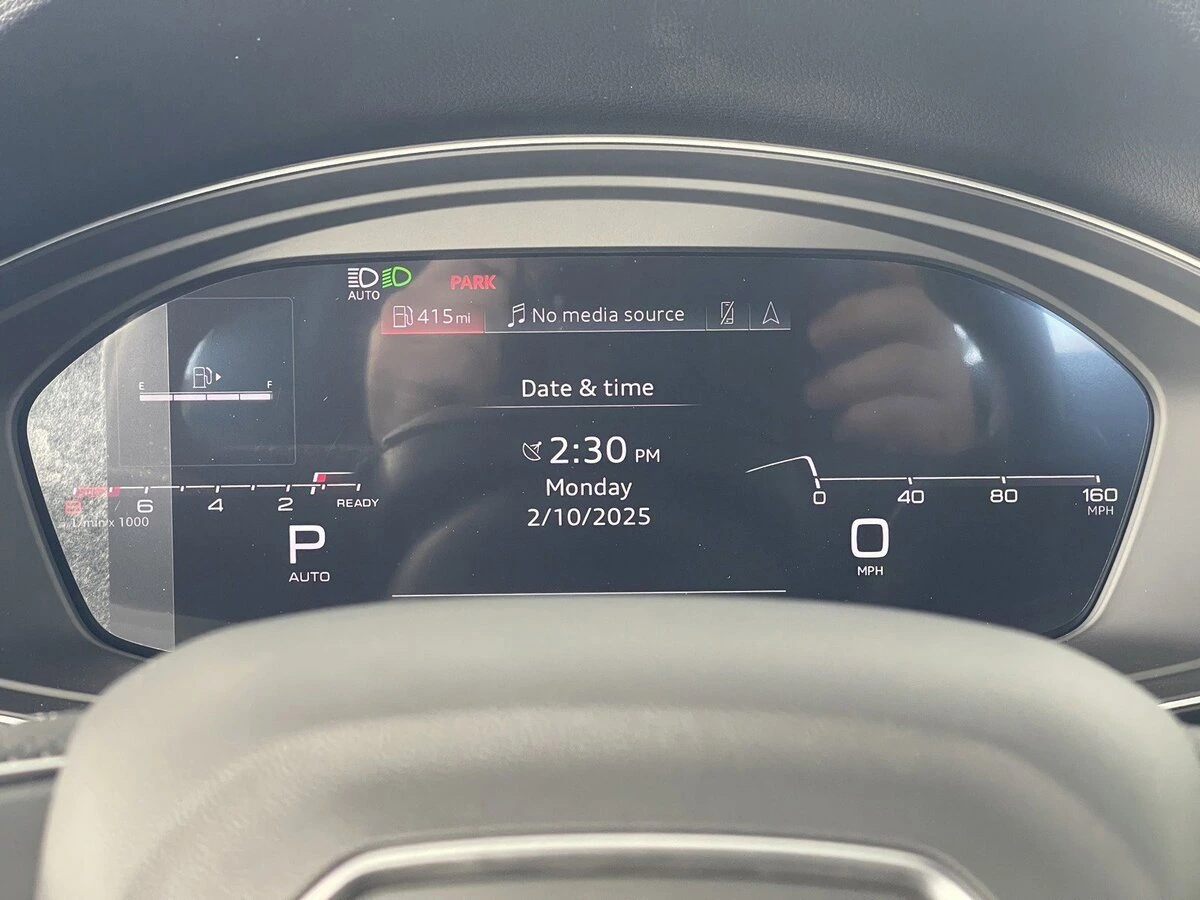 AUTO
PARK
415 mi
No media source
E F
Date & time
2:30 PM
Monday
2/10/2025
6 4 2 READY
1/min x 1000
P
AUTO
0 40 80 160
MPH
0
MPH